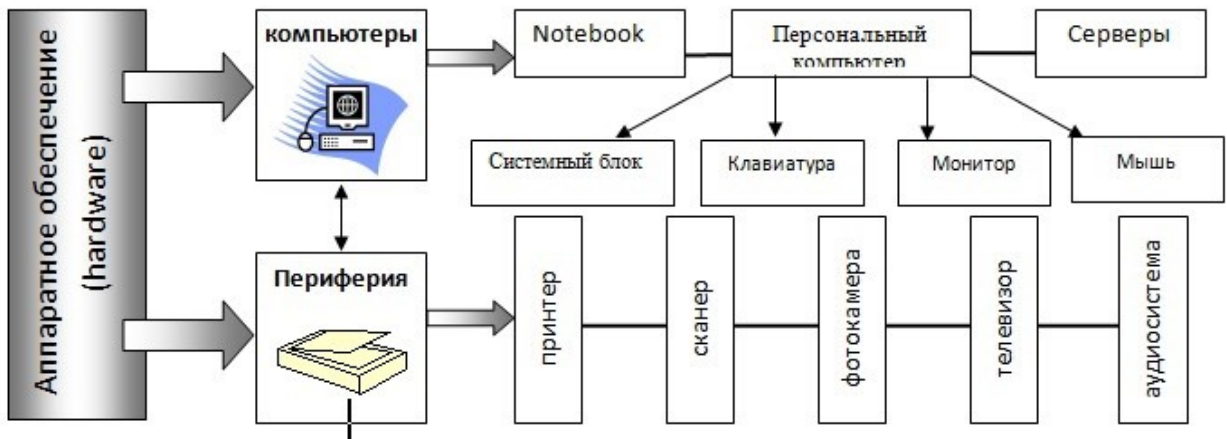 Аппаратное обеспечение
(hardware)
компьютеры
Notebook
Персональный
компьютер
Серверы
Системный блок
Клавиатура
Монитор
Мышь
Периферия
принтер
сканер
фотокамера
телевизор
аудиосистема